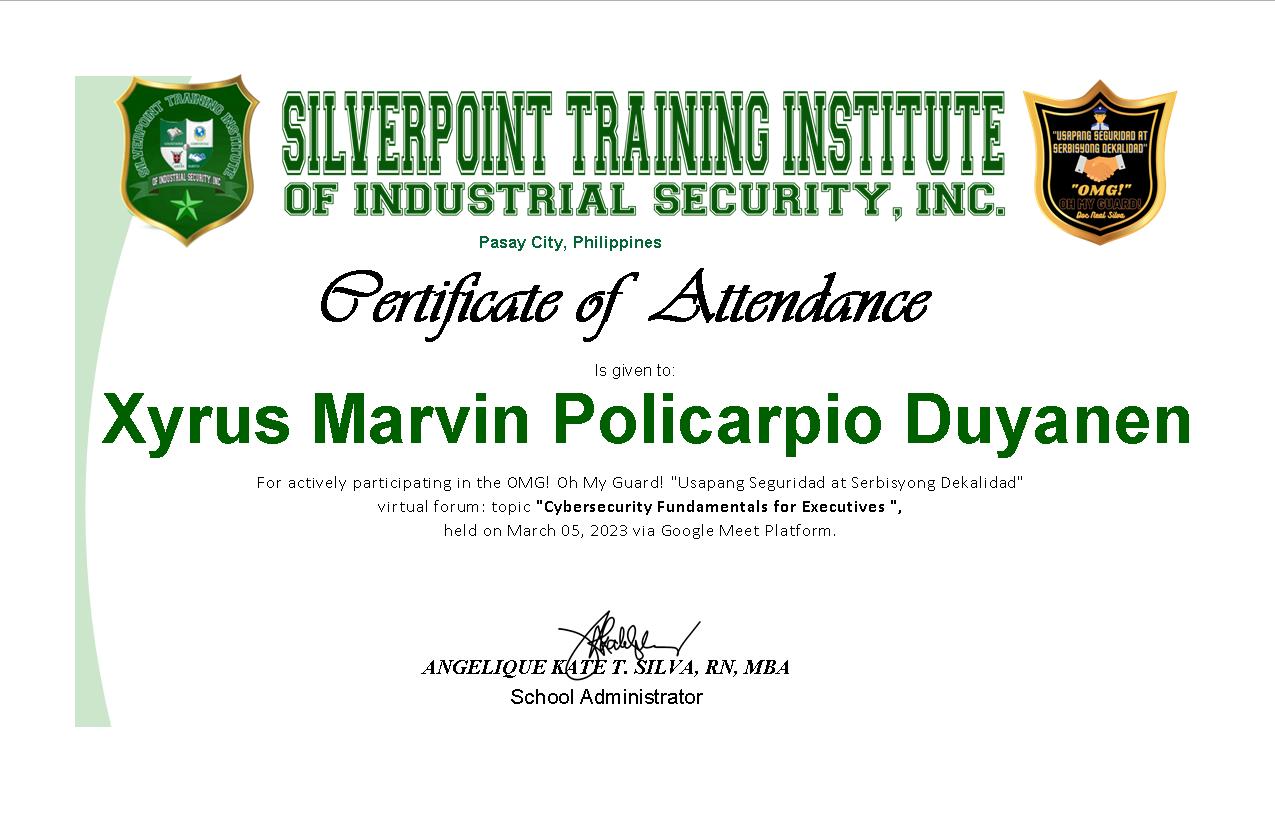 SILVERPOINT TRAINING INSTITUTE
OF INDUSTRIAL SECURITY, INC.
SILVERPOINT TRAINING INSTITUTE
OF INDUSTRIAL SECURITY, INC.
"USAPANG SEGURIDAD AT
SERBISYONG DEKALIDAD"
"OMG!"
OH MY GUARD!
Doc Neal Silva
Pasay City, Philippines
Certificate of Attendance
Is given to:
Xyrus Marvin Policarpio Duyanen
For actively participating in the OMG! Oh My Guard! "Usapang Seguridad at Serbisyong Dekalidad"
virtual forum: topic "Cybersecurity Fundamentals for Executives ",
held on March 05, 2023 via Google Meet Platform.
ANGELIQUE KATE T. SILVA, RN, MBA
School Administrator